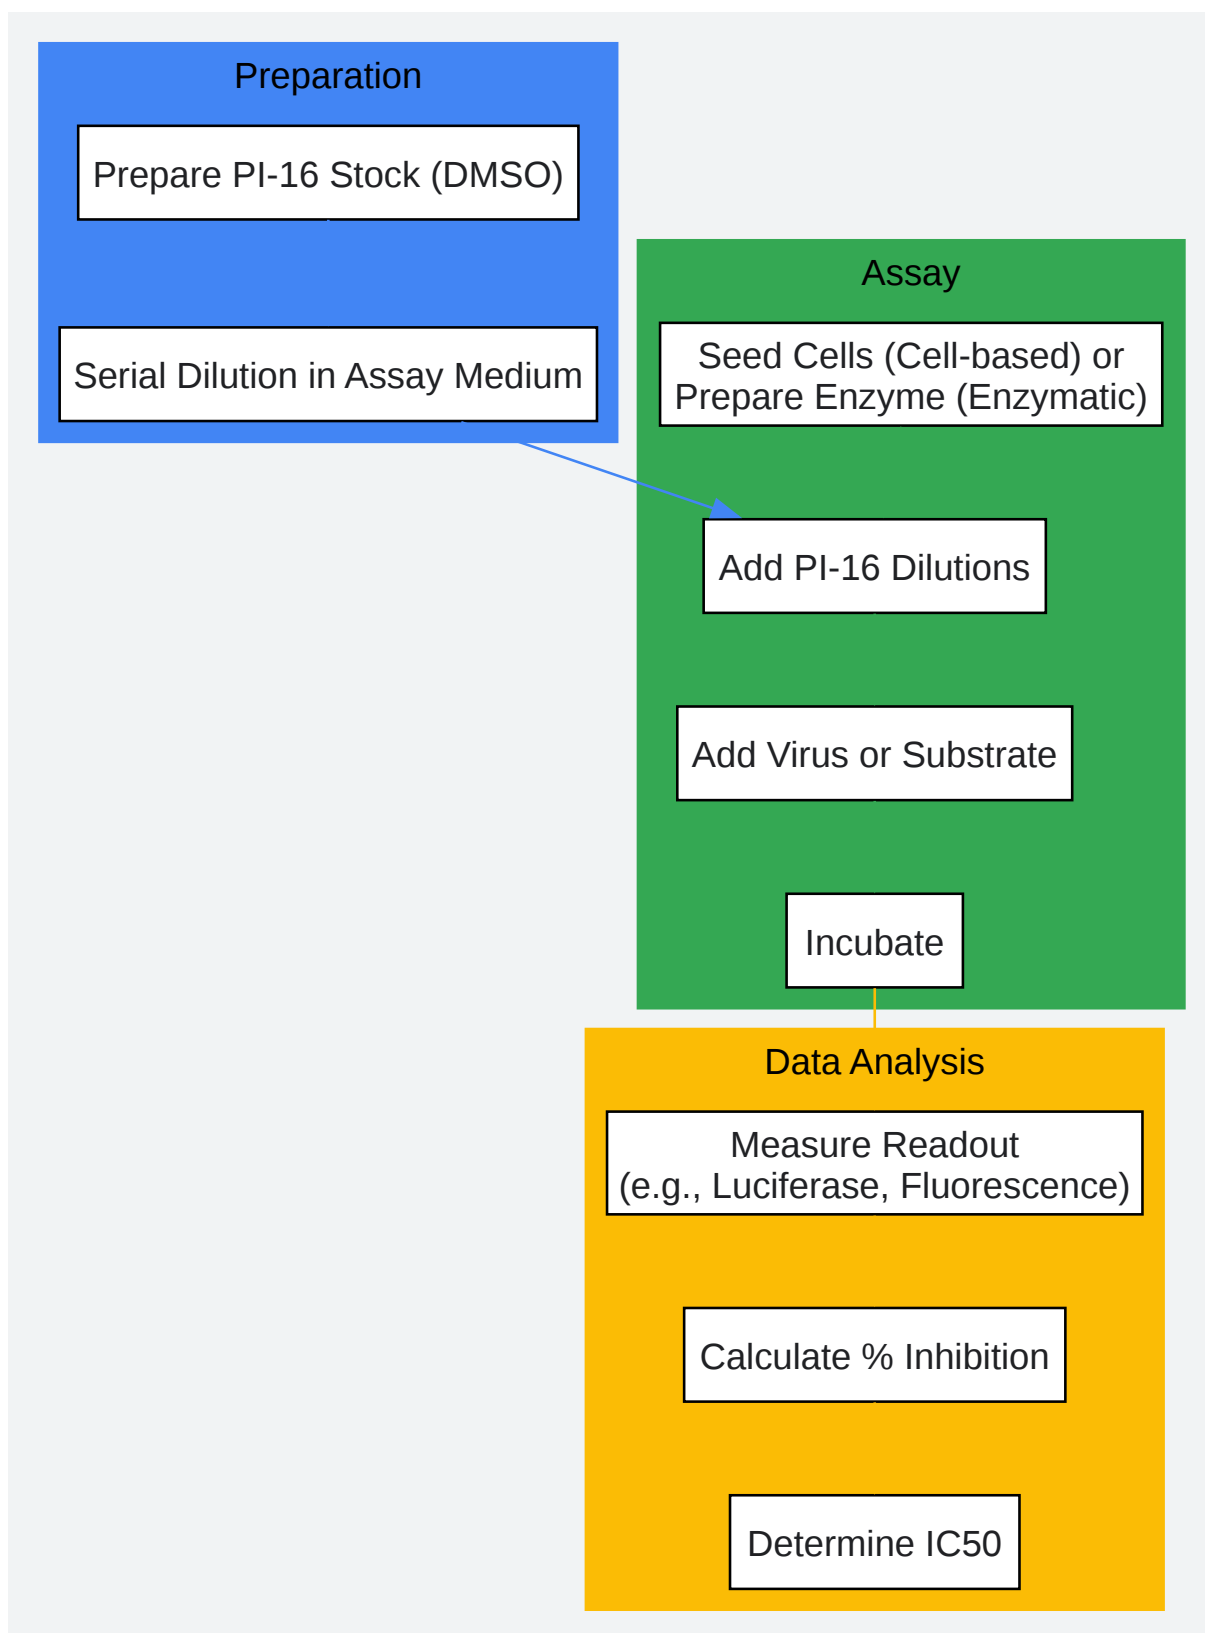 Preparation
Prepare PI-16 Stock (DMSO)
Serial Dilution in Assay Medium
Assay
Seed Cells (Cell-based) or
Prepare Enzyme (Enzymatic)
Add PI-16 Dilutions
Add Virus or Substrate
Incubate
Data Analysis
Measure Readout
(e.g., Luciferase, Fluorescence)
Calculate % Inhibition
Determine IC50